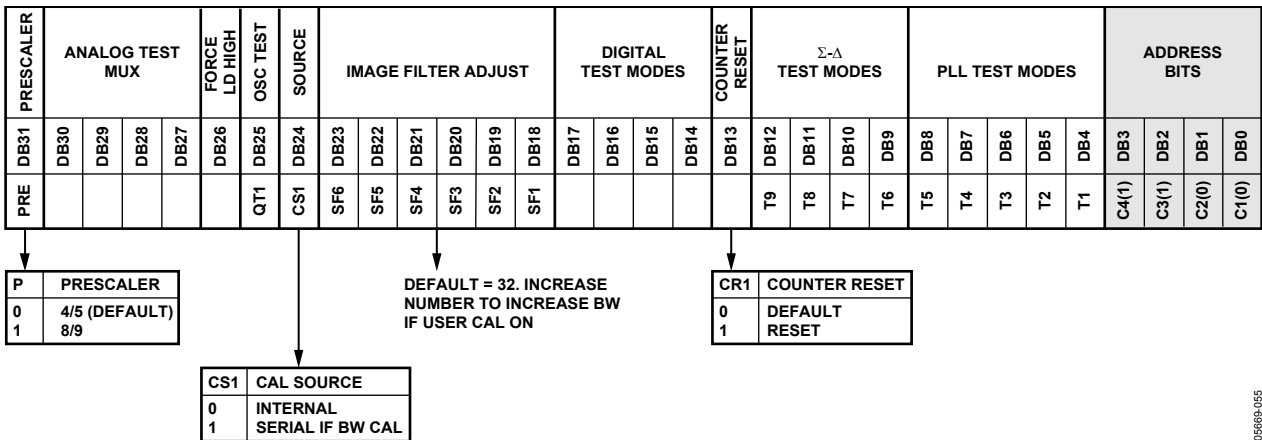 PRESCALER
ANALOG TEST
MUX
FORCE
LD HIGH
OSC TEST
SOURCE
IMAGE FILTER ADJUST
DIGITAL
TEST MODES
COUNTER
RESET
Σ-Δ
TEST MODES
PLL TEST MODES
ADDRESS
BITS
DB31 DB30 DB29 DB28 DB27 DB26 DB25 DB24 DB23 DB22 DB21 DB20 DB19 DB18 DB17 DB16 DB15 DB14 DB13 DB12 DB11 DB10 DB9 DB8 DB7 DB6 DB5 DB4 DB3 DB2 DB1 DB0
PRE QT1 CS1 SF6 SF5 SF4 SF3 SF2 SF1 T9 T8 T7 T6 T5 T4 T3 T2 T1 C4(1) C3(1) C2(0) C1(0)
P PRESCALER
0 4/5 (DEFAULT)
1 8/9
DEFAULT = 32. INCREASE
NUMBER TO INCREASE BW
IF USER CAL ON
CR1 COUNTER RESET
0 DEFAULT
1 RESET
CS1 CAL SOURCE
0 INTERNAL
1 SERIAL IF BW CAL
05669-055